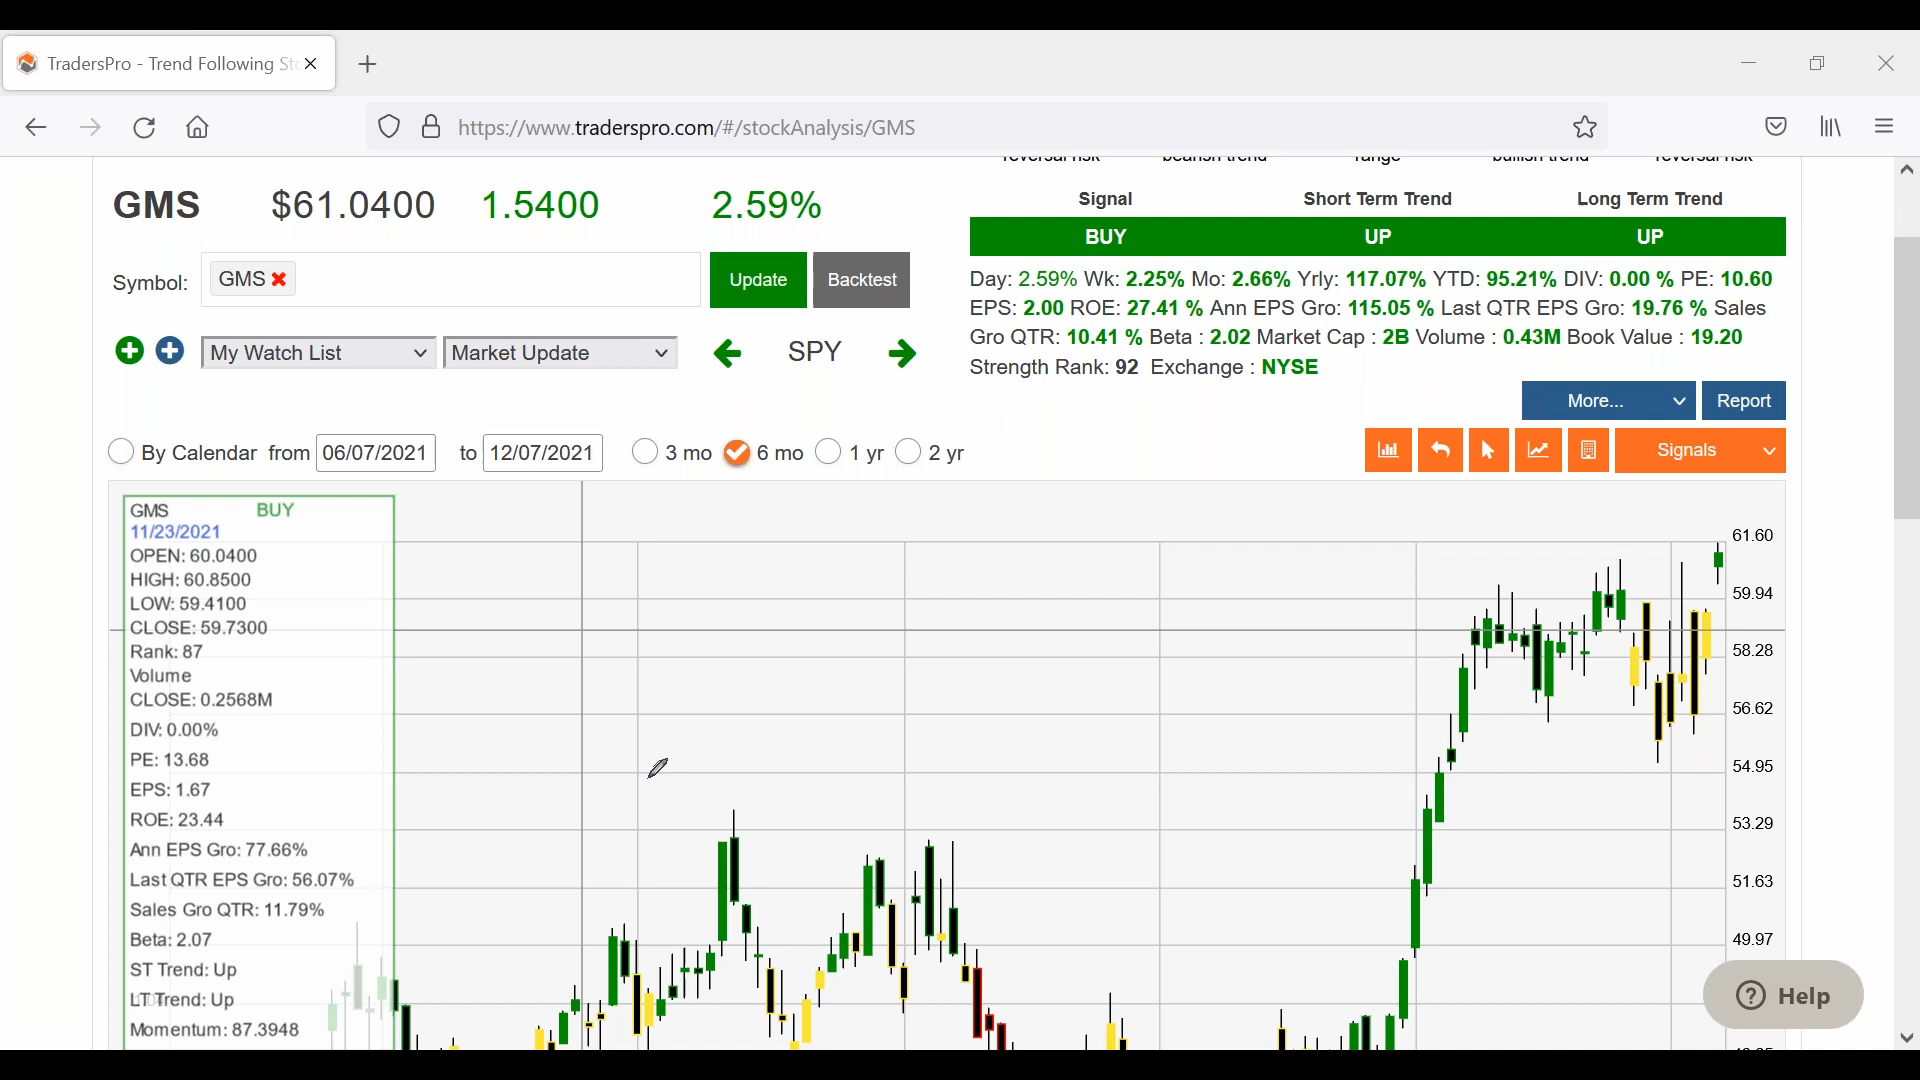 TradersPro - Trend Following St
https://www.traderspro.com/#/stockAnalysis/GMS
reversal risk bearish trend range bullish trend reversal risk
GMS $61.0400 1.5400 2.59%
Signal Short Term Trend Long Term Trend
BUY UP UP
Symbol: GMS Update Backtest
Day: 2.59% Wk: 2.25% Mo: 2.66% Yrly: 117.07% YTD: 95.21% DIV: 0.00 % PE: 10.60
EPS: 2.00 ROE: 27.41 % Ann EPS Gro: 115.05 % Last QTR EPS Gro: 19.76 % Sales
Gro QTR: 10.41 % Beta : 2.02 Market Cap : 2B Volume : 0.43M Book Value : 19.20
Strength Rank: 92 Exchange : NYSE
My Watch List Market Update SPY
More... Report
By Calendar from 06/07/2021 to 12/07/2021 3 mo 6 mo 1 yr 2 yr
Signals
GMS BUY
11/23/2021
OPEN: 60.0400
HIGH: 60.8500
LOW: 59.4100
CLOSE: 59.7300
Rank: 87
Volume
CLOSE: 0.2568M
DIV: 0.00%
PE: 13.68
EPS: 1.67
ROE: 23.44
Ann EPS Gro: 77.66%
Last QTR EPS Gro: 56.07%
Sales Gro QTR: 11.79%
Beta: 2.07
ST Trend: Up
LT Trend: Up
Momentum: 87.3948
61.60
59.94
58.28
56.62
54.95
53.29
51.63
49.97
Help